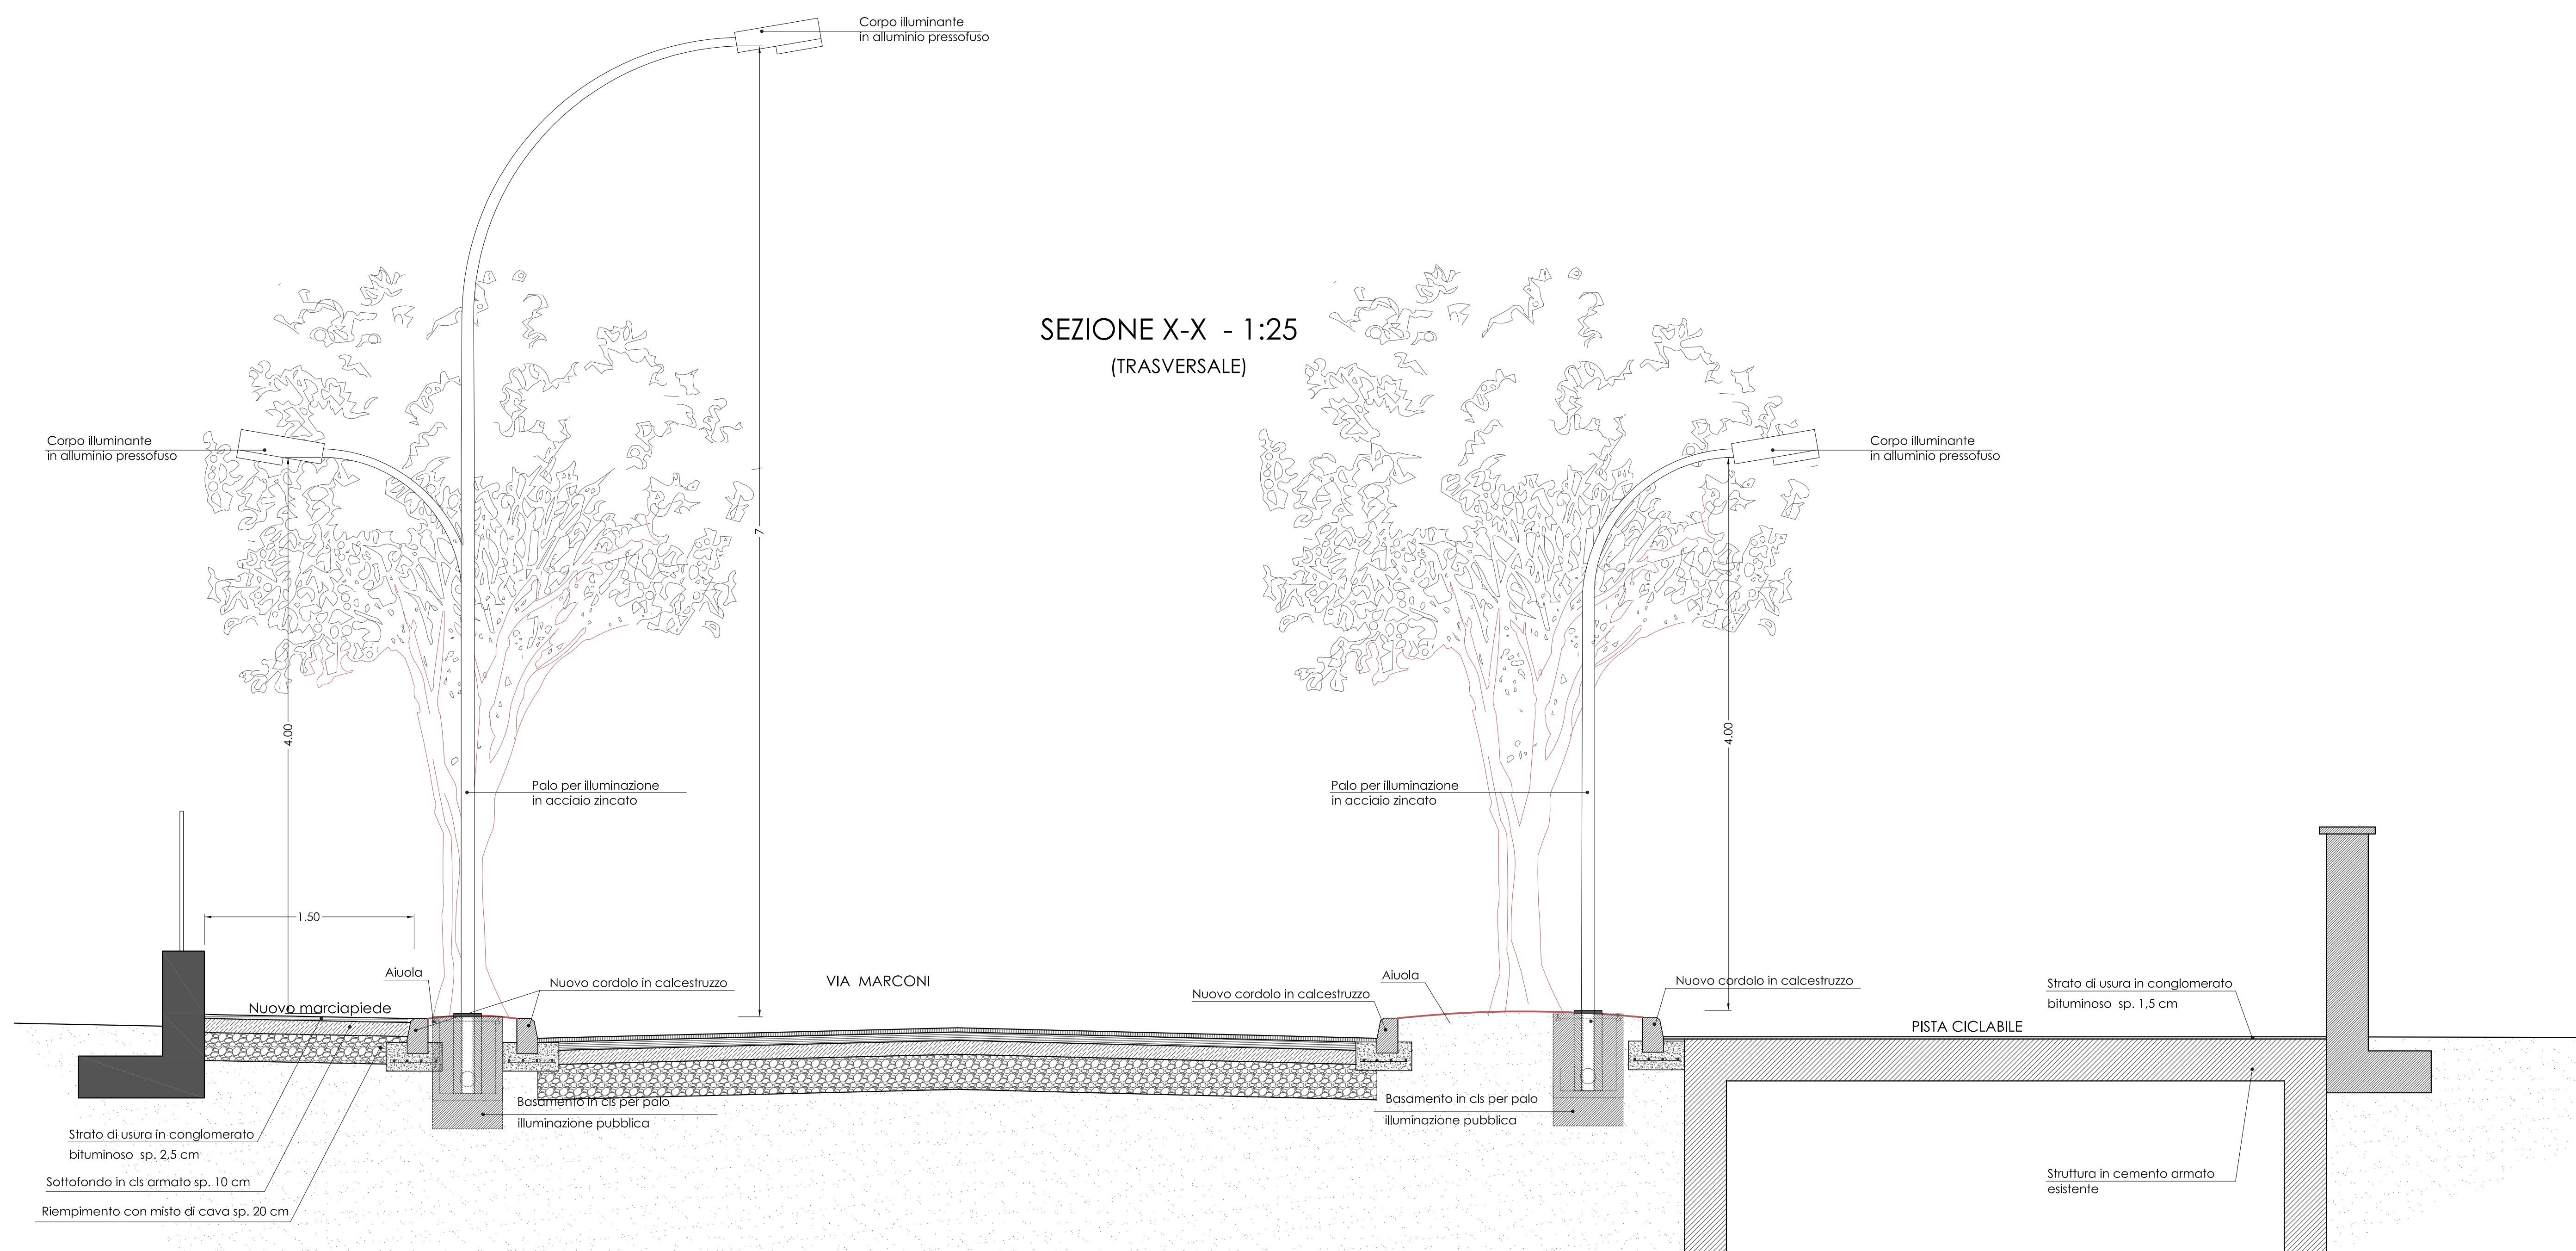 Corpo illuminante
in alluminio pressofuso
SEZIONE X-X - 1:25
(TRASVERSALE)
Corpo illuminante
in alluminio pressofuso
Corpo illuminante
in alluminio pressofuso
7
4.00
4.00
Palo per illuminazione
in acciaio zincato
Palo per illuminazione
in acciaio zincato
1.50
Aiuola
Nuovo cordolo in calcestruzzo
VIA MARCONI
Aiuola
Nuovo cordolo in calcestruzzo
Nuovo cordolo in calcestruzzo
Strato di usura in conglomerato
bituminoso sp. 1,5 cm
Nuovo marciapiede
PISTA CICLABILE
Basamento in cls per palo
illuminazione pubblica
Basamento in cls per palo
illuminazione pubblica
Strato di usura in conglomerato
bituminoso sp. 2,5 cm
Sottofondo in cls armato sp. 10 cm
Riempimento con misto di cava sp. 20 cm
Struttura in cemento armato
esistente